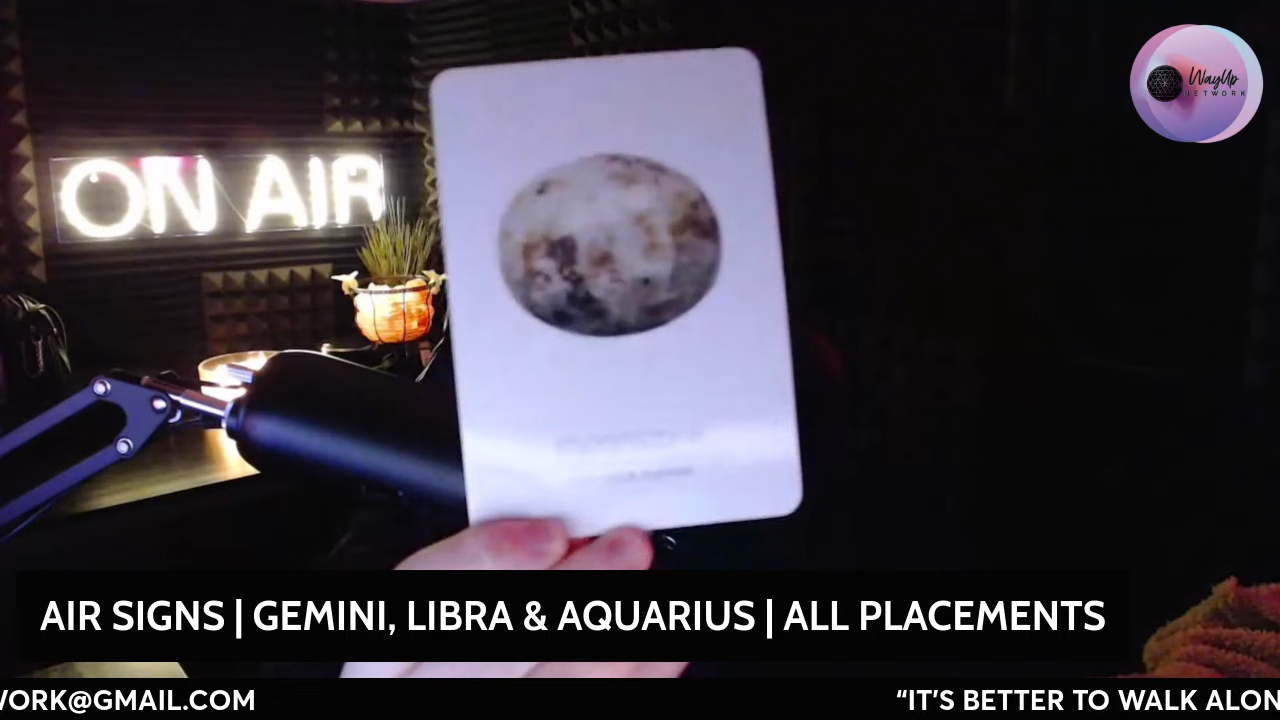 ON AIR
WayUp
NETWORK
AIR SIGNS | GEMINI, LIBRA & AQUARIUS | ALL PLACEMENTS
WORK@GMAIL.COM
“IT'S BETTER TO WALK ALON